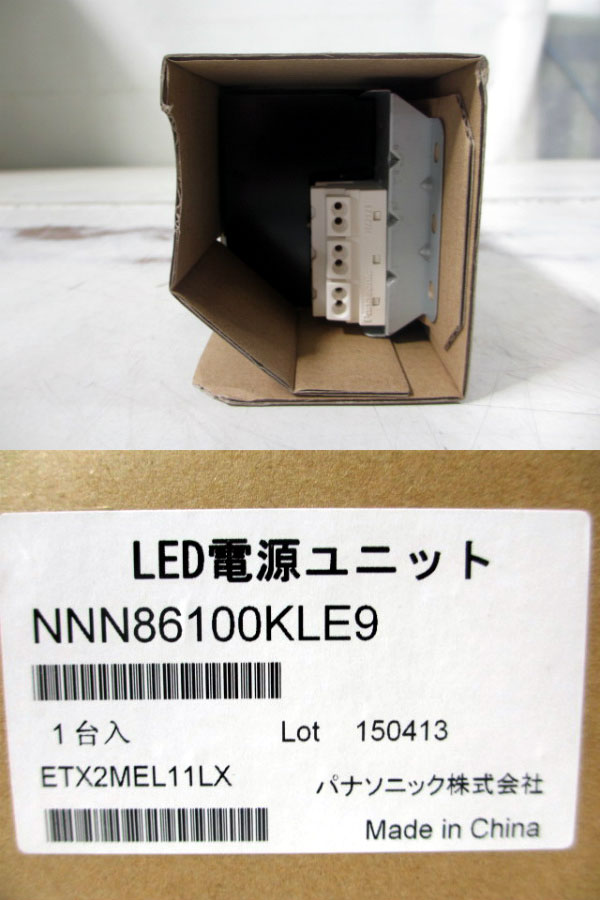 LED電源ユニット
NNN86100KLE9
1台入 Lot 150413
ETX2MEL11LX パナソニック株式会社
Made in China